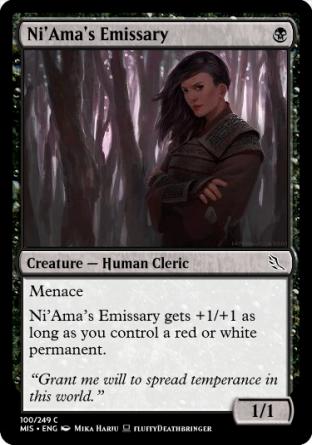 Ni'Ama's Emissary
Creature — Human Cleric
Menace
Ni'Ama's Emissary gets +1/+1 as
long as you control a red or white
permanent.
"Grant me will to spread temperance in
this world."
100/249 C
MIS • ENG Mika Harju fluffyDeathbringer
1/1